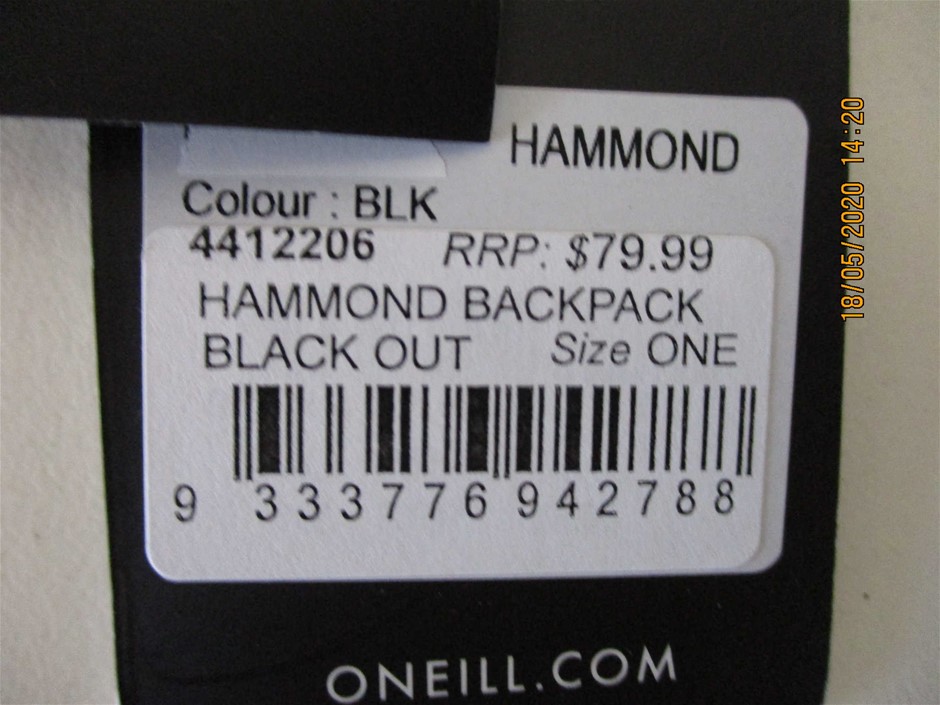 HAMMOND
Colour : BLK
4412206 RRP: $79.99
HAMMOND BACKPACK
BLACK OUT Size ONE
9 333776 942788
ONEILL.COM
18/05/2020 14:20